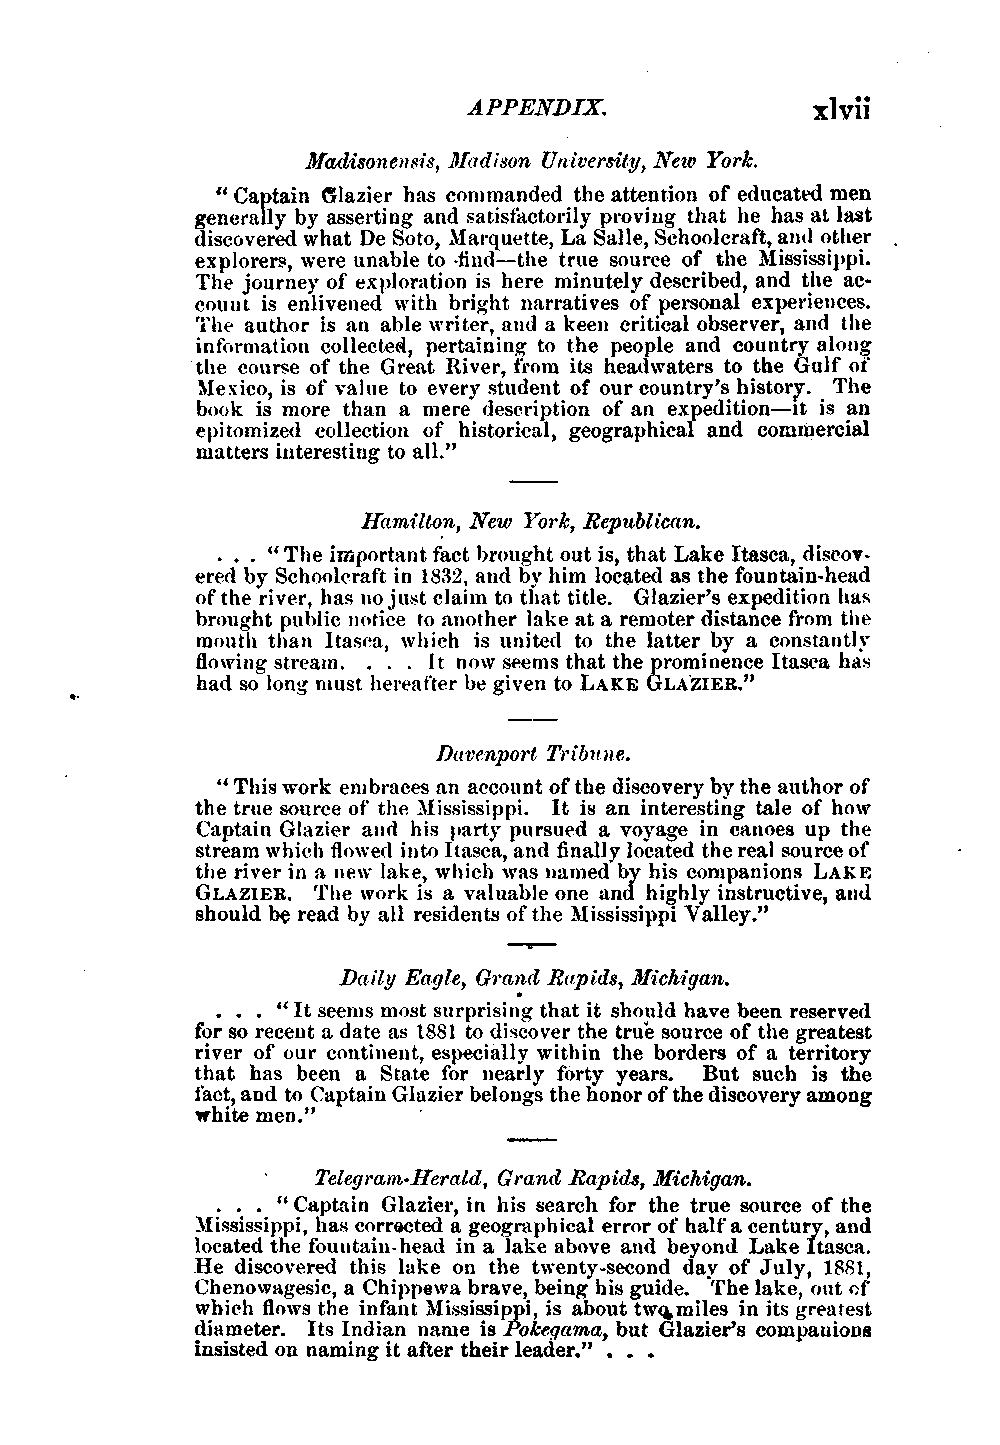 APPENDIX. xlvii
Madisonensis, Madison University, New York.
“Captain Glazier has commanded the attention of educated men
generally by asserting and satisfactorily proving that he has at last
discovered what De Soto, Marquette, La Salle, Schoolcraft, and other
explorers, were unable to find—the true source of the Mississippi.
The journey of exploration is here minutely described, and the ac-
count is enlivened with bright narratives of personal experiences.
The author is an able writer, and a keen critical observer, and the
information collected, pertaining to the people and country along
the course of the Great River, from its headwaters to the Gulf of
Mexico, is of value to every student of our country's history. The
book is more than a mere description of an expedition—it is an
epitomized collection of historical, geographical and commercial
matters interesting to all.”
Hamilton, New York, Republican.
. . . “The important fact brought out is, that Lake Itasca, discov-
ered by Schoolcraft in 1832, and by him located as the fountain-head
of the river, has no just claim to that title. Glazier's expedition has
brought public notice to another lake at a remoter distance from the
mouth than Itasca, which is united to the latter by a constantly
flowing stream. . . . It now seems that the prominence Itasca has
had so long must hereafter be given to LAKE GLAZIER.”
Davenport Tribune.
“This work embraces an account of the discovery by the author of
the true source of the Mississippi. It is an interesting tale of how
Captain Glazier and his party pursued a voyage in canoes up the
stream which flowed into Itasca, and finally located the real source of
the river in a new lake, which was named by his companions LAKE
GLAZIER. The work is a valuable one and highly instructive, and
should be read by all residents of the Mississippi Valley.”
Daily Eagle, Grand Rapids, Michigan.
. . . “It seems most surprising that it should have been reserved
for so recent a date as 1881 to discover the true source of the greatest
river of our continent, especially within the borders of a territory
that has been a State for nearly forty years. But such is the
fact, and to Captain Glazier belongs the honor of the discovery among
white men.”
Telegram-Herald, Grand Rapids, Michigan.
. . . “Captain Glazier, in his search for the true source of the
Mississippi, has corrected a geographical error of half a century, and
located the fountain-head in a lake above and beyond Lake Itasca.
He discovered this lake on the twenty-second day of July, 1881,
Chenowagesic, a Chippewa brave, being his guide. The lake, out of
which flows the infant Mississippi, is about two miles in its greatest
diameter. Its Indian name is Pokegama, but Glazier's companions
insisted on naming it after their leader.” . . .